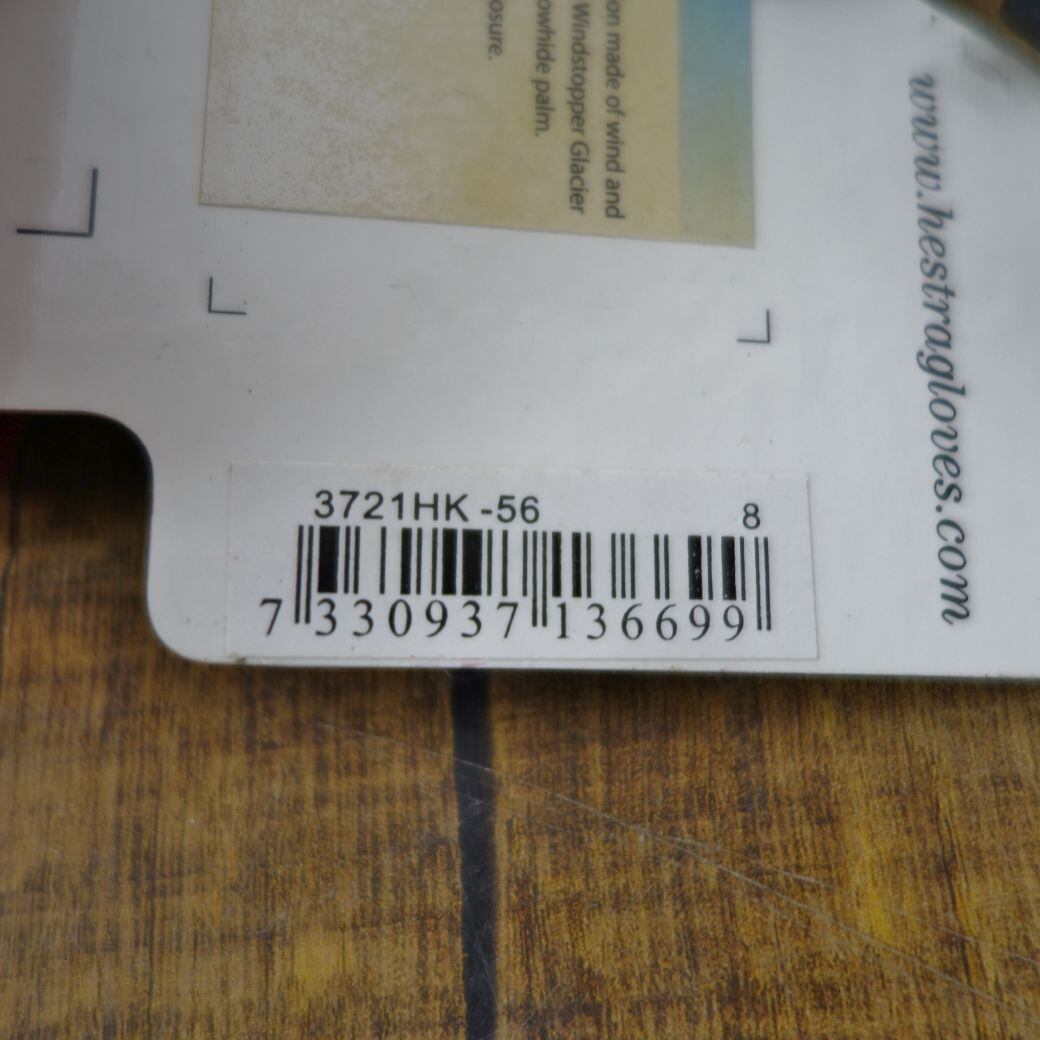 on made of wind and
Windstopper Glacier
owhide palm.
osure.
www.hestragloves.com
3721HK -56
8
7 330937 136699